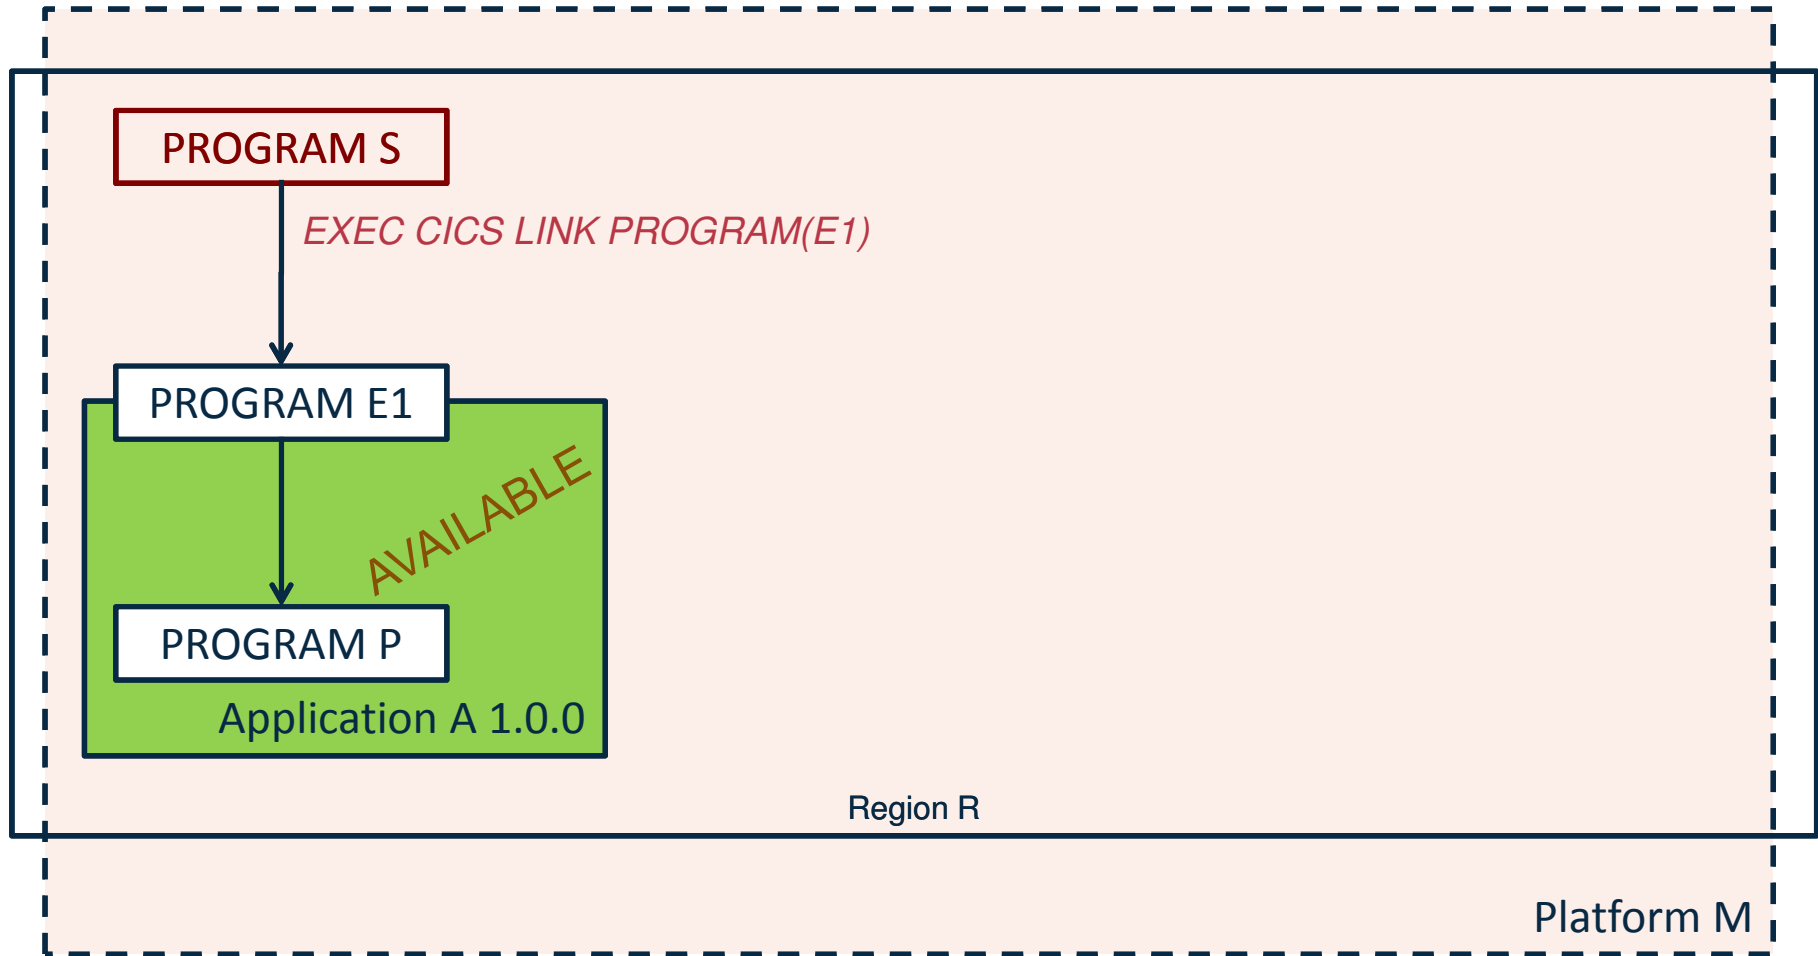 PROGRAM S
EXEC CICS LINK PROGRAM(E1)
PROGRAM E1
AVAILABLE
PROGRAM P
Application A 1.0.0
Region R
Platform M